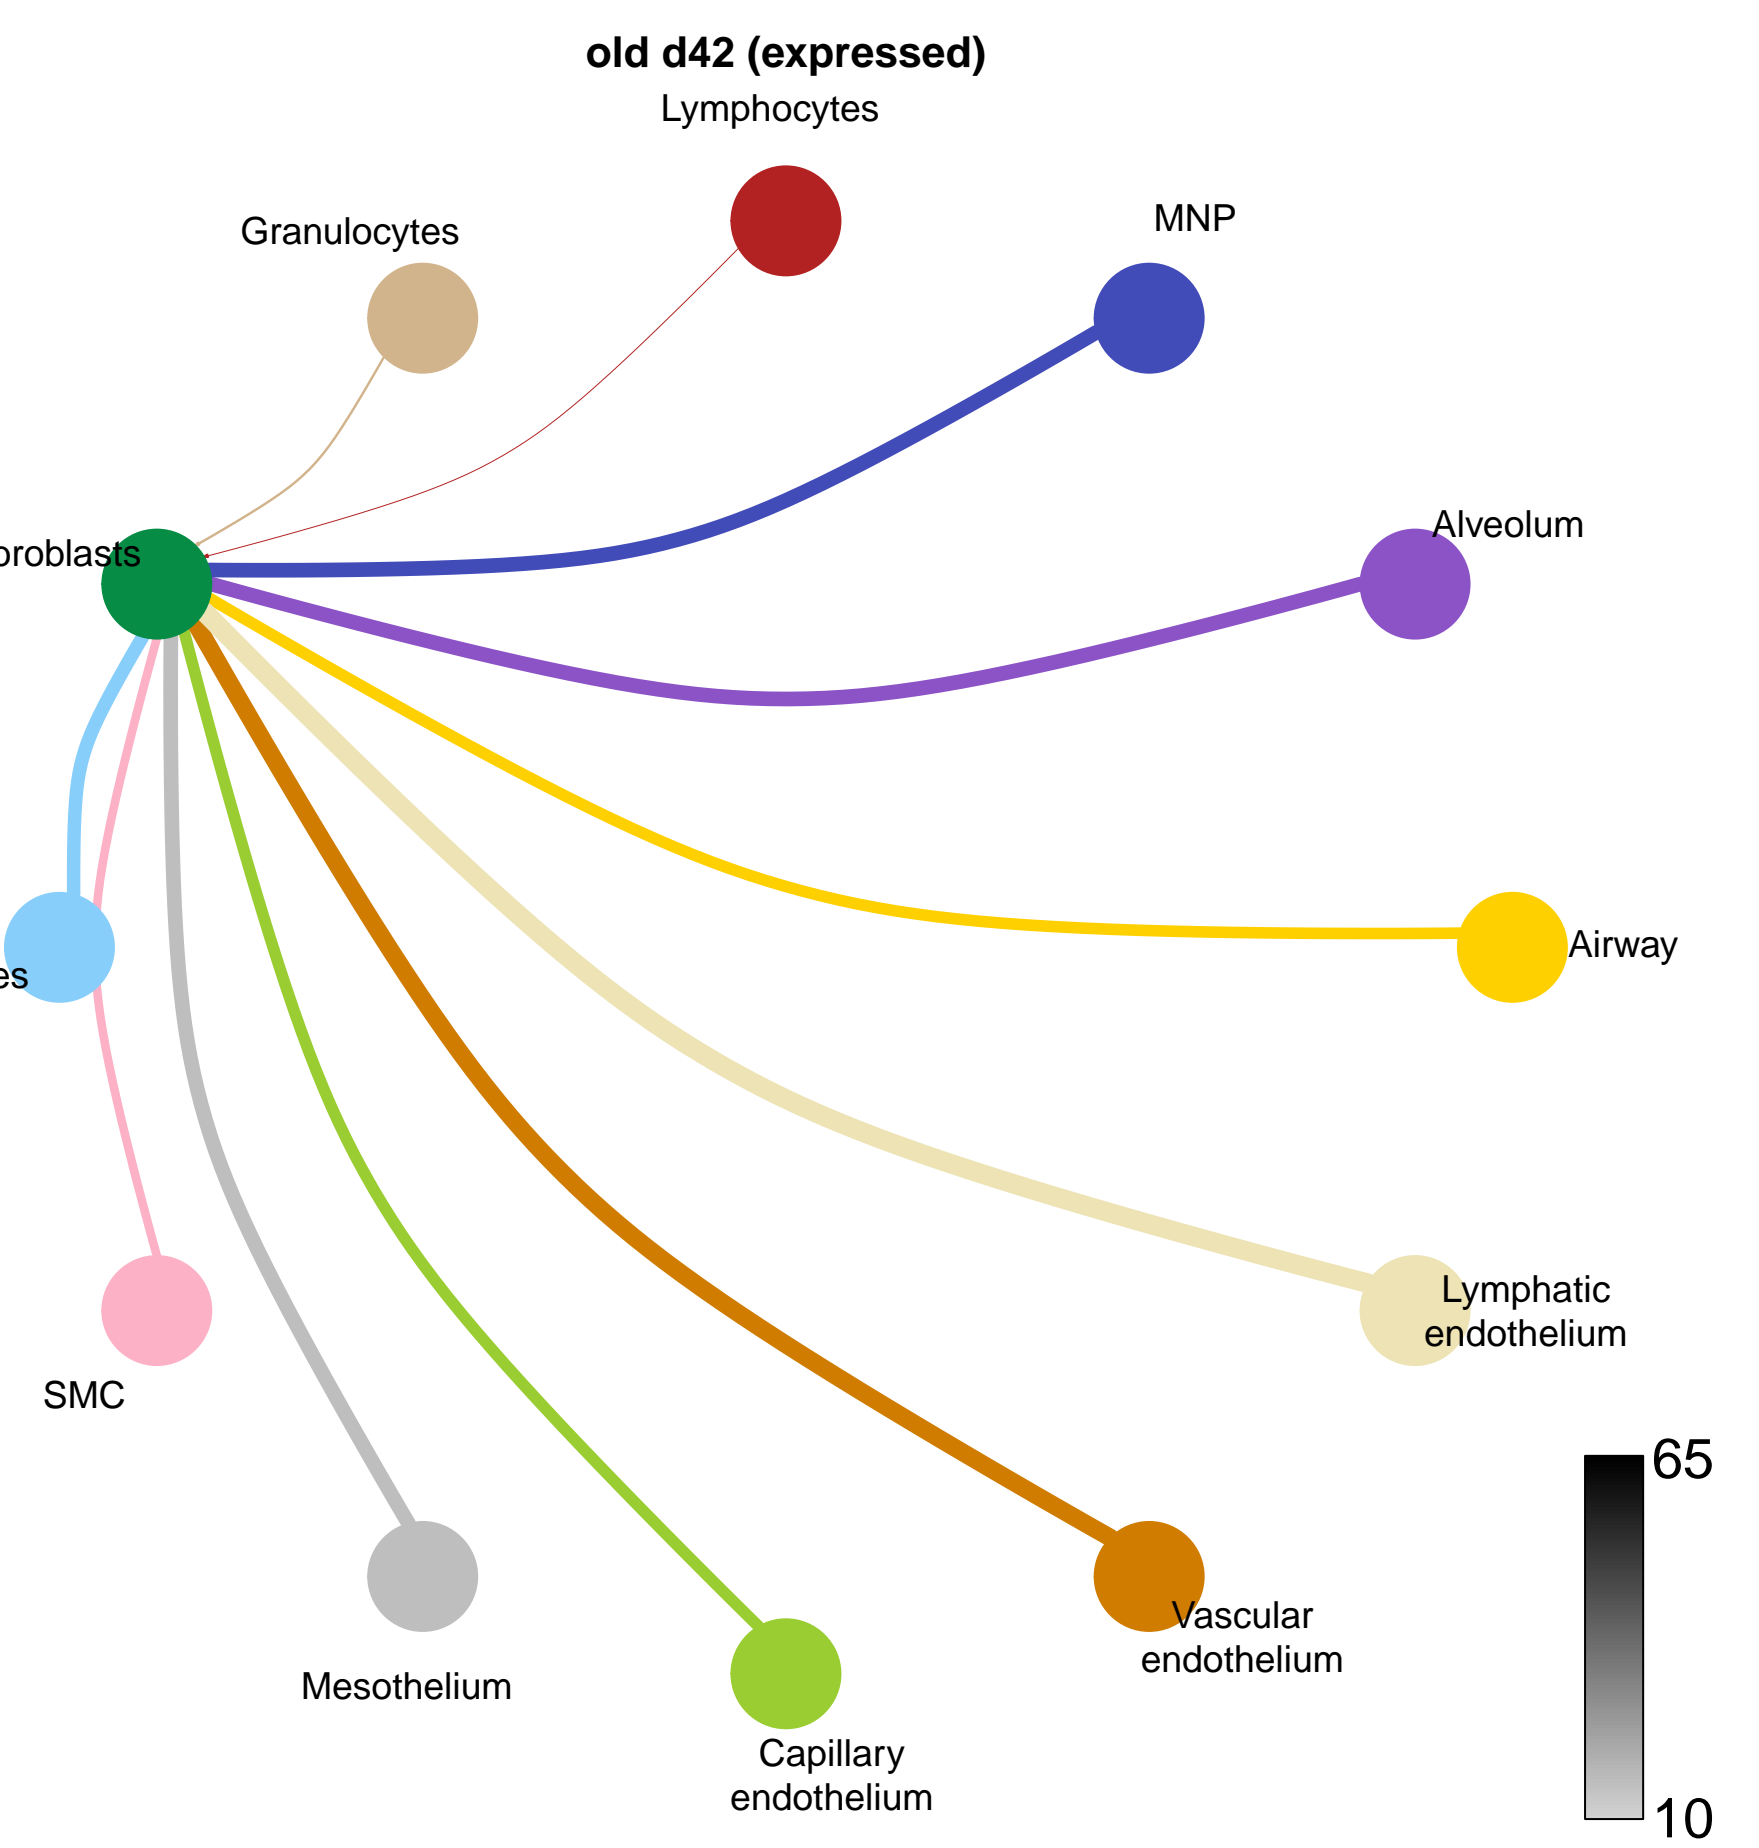 old d42 (expressed)
Lymphocytes
MNP
Granulocytes
Alveolum
oroblasts
Airway
es
Lymphatic
endothelium
SMC
65
Vascular
endothelium
Mesothelium
Capillary
endothelium
10